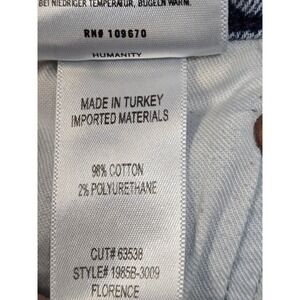 BEI NIEDRIGER TEMPERATUR, BÜGELN WARM.
RN# 109670
HUMANITY
MADE IN TURKEY
IMPORTED MATERIALS
98% COTTON
2% POLYURETHANE
CUT# 63538
STYLE# 1985B-3009
FLORENCE